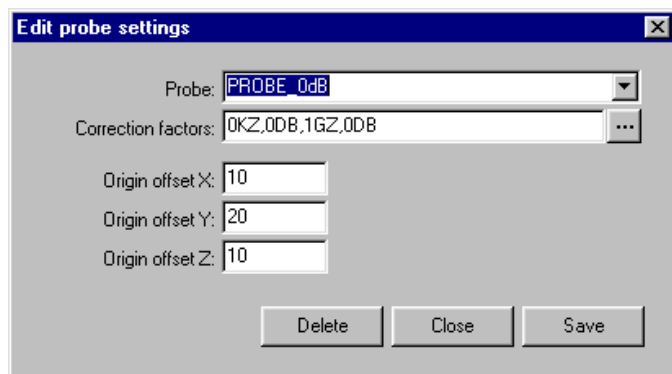 Edit probe settings
Probe: PROBE_0dB
Correction factors: 0KZ,0DB,1GZ,0DB ...
Origin offset X: 10
Origin offset Y: 20
Origin offset Z: 10
Delete Close Save